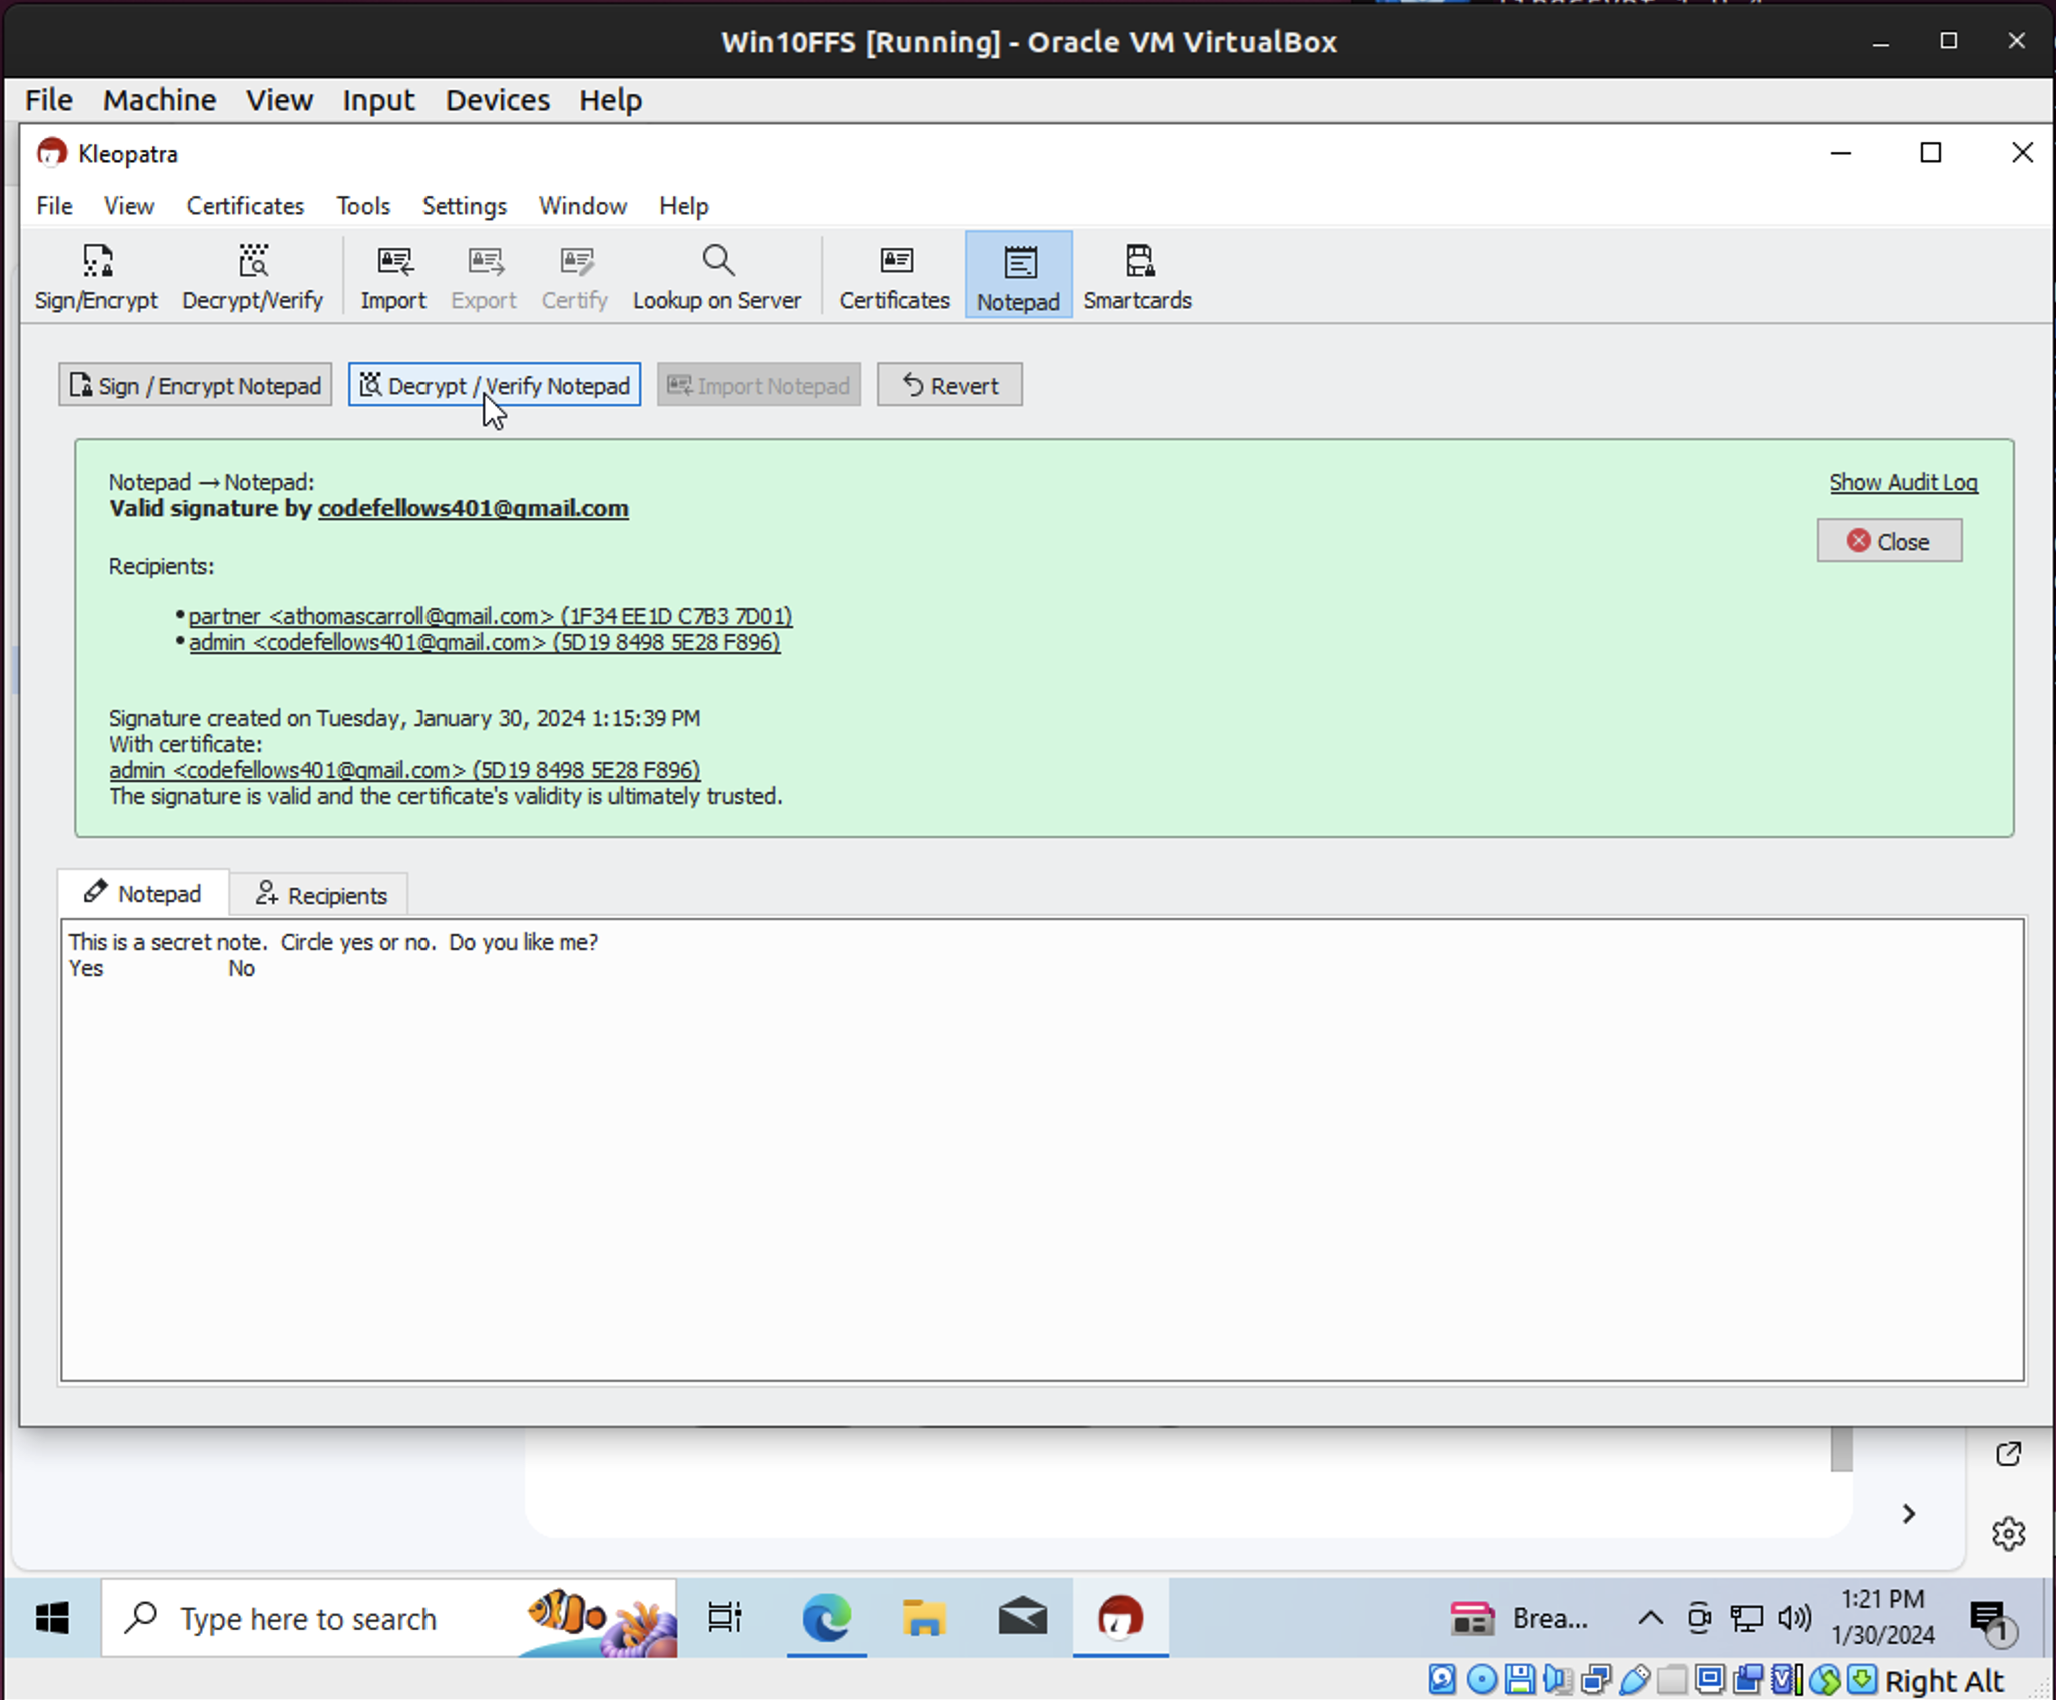 Win10FFS [Running] - Oracle VM VirtualBox
File Machine View Input Devices Help
Kleopatra
File View Certificates Tools Settings Window Help
Sign/Encrypt Decrypt/Verify Import Export Certify Lookup on Server Certificates Notepad Smartcards
Sign / Encrypt Notepad Decrypt / Verify Notepad Import Notepad Revert
Notepad → Notepad: Show Audit Log
Valid signature by codefellows401@gmail.com
Close
Recipients:
• partner <athomascarroll@gmail.com> (1F34 EE1D C7B3 7D01)
• admin <codefellows401@gmail.com> (5D19 8498 5E28 F896)
Signature created on Tuesday, January 30, 2024 1:15:39 PM
With certificate:
admin <codefellows401@gmail.com> (5D19 8498 5E28 F896)
The signature is valid and the certificate's validity is ultimately trusted.
Notepad Recipients
This is a secret note. Circle yes or no. Do you like me?
Yes No
Type here to search Brea... 1:21 PM
1/30/2024 1
Right Alt